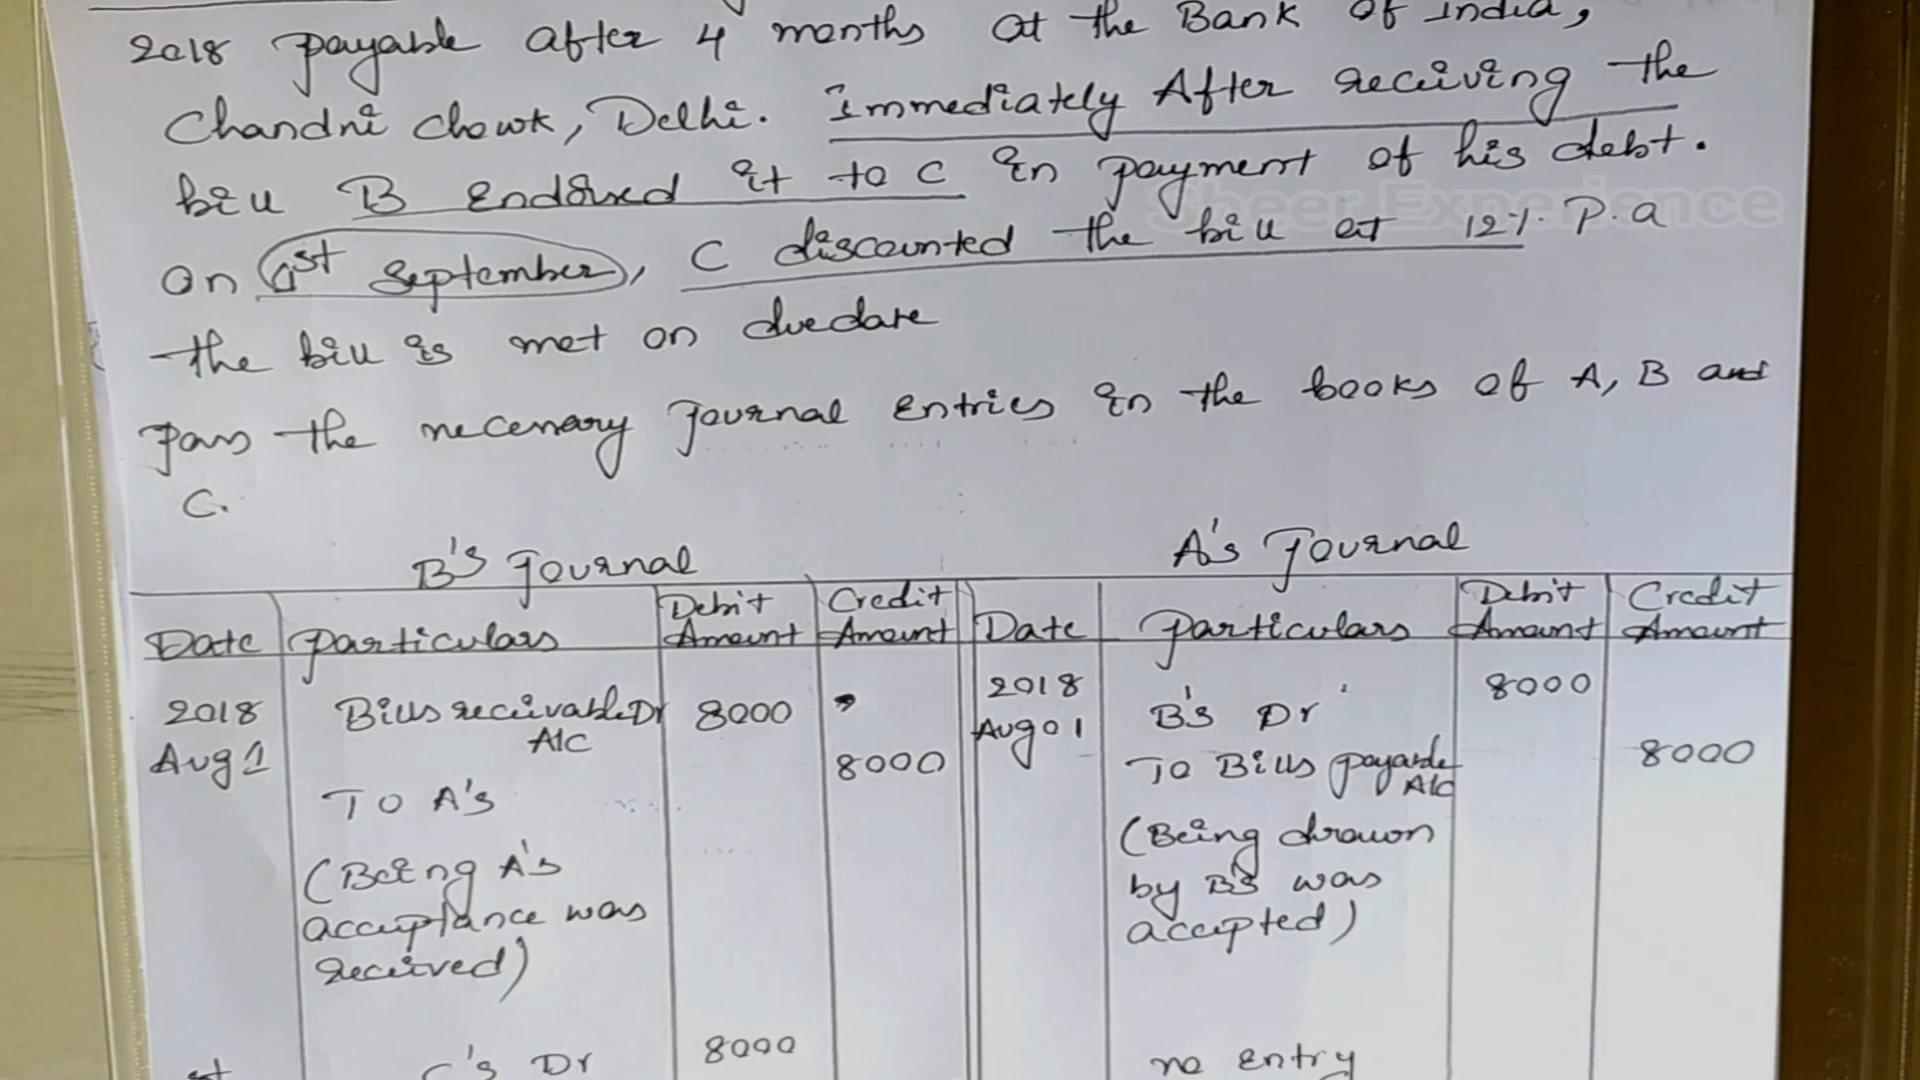 2018 payable after 4 months at the Bank of India,
Chandni Chowk, Delhi. Immediately After receiving the
bill B Endorsed it to C in payment of his debt.
On 1st September, C discounted the bill at 12% P.a
the bill is met on duedate
Pass the necessary Journal Entries in the books of A, B and
C.
B's Journal
A's Journal
Date Particulars Debit Amount Credit Amount Date Particulars Debit Amount Credit Amount
2018 Bills receivable Dr 8000 2018 B's Dr 8000
Aug 1 A/c 8000 Aug 01 To Bills payable 8000
A/c
To A's
(Being A's
acceptance was
received)
(Being drawn
by B's was
accepted)
C's Dr 8000 no entry
Sheer Experience